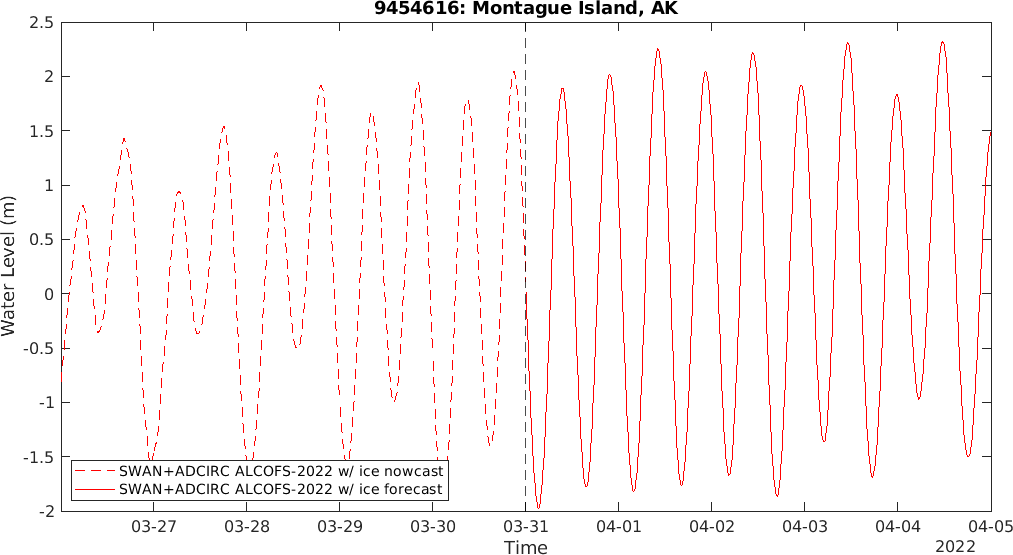 9454616: Montague Island, AK
2.5
2
1.5
1
0.5
0
-0.5
-1
-1.5
-2
Water Level (m)
SWAN+ADCIRC ALCOFS-2022 w/ ice nowcast
SWAN+ADCIRC ALCOFS-2022 w/ ice forecast
03-27 03-28 03-29 03-30 03-31 04-01 04-02 04-03 04-04 04-05
Time
2022